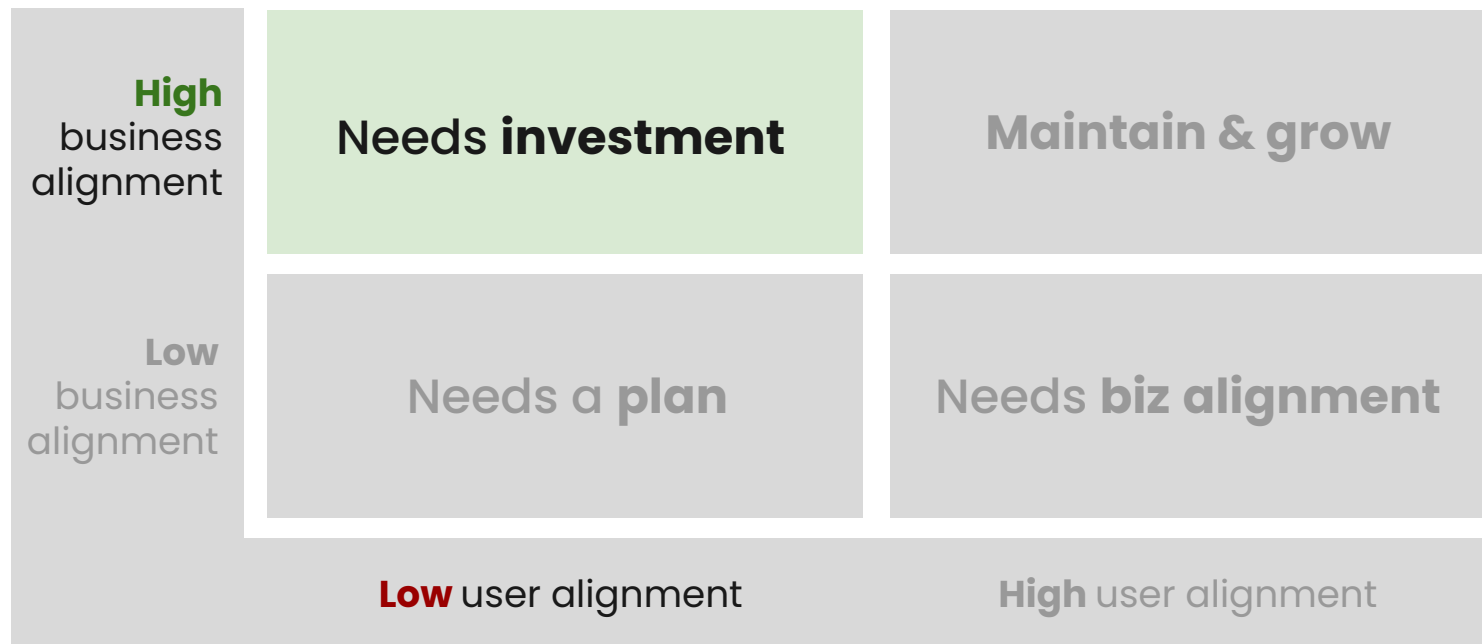 High
business
alignment
Needs investment
Maintain & grow
Low
business
alignment
Needs a plan
Needs biz alignment
Low user alignment
High user alignment